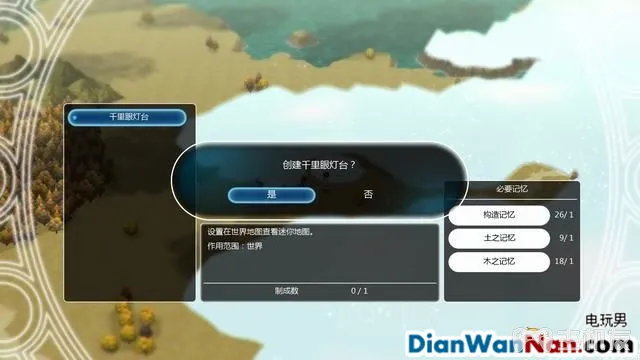 千里眼灯台
创建千里眼灯台？
是 否
设置在世界地图查看迷你地图。
作用范围：世界
制成数 0 / 1
必要记忆
构造记忆 26/ 1
土之记忆 9/ 1
木之记忆 18/ 1
电玩男
DianWanNan.com